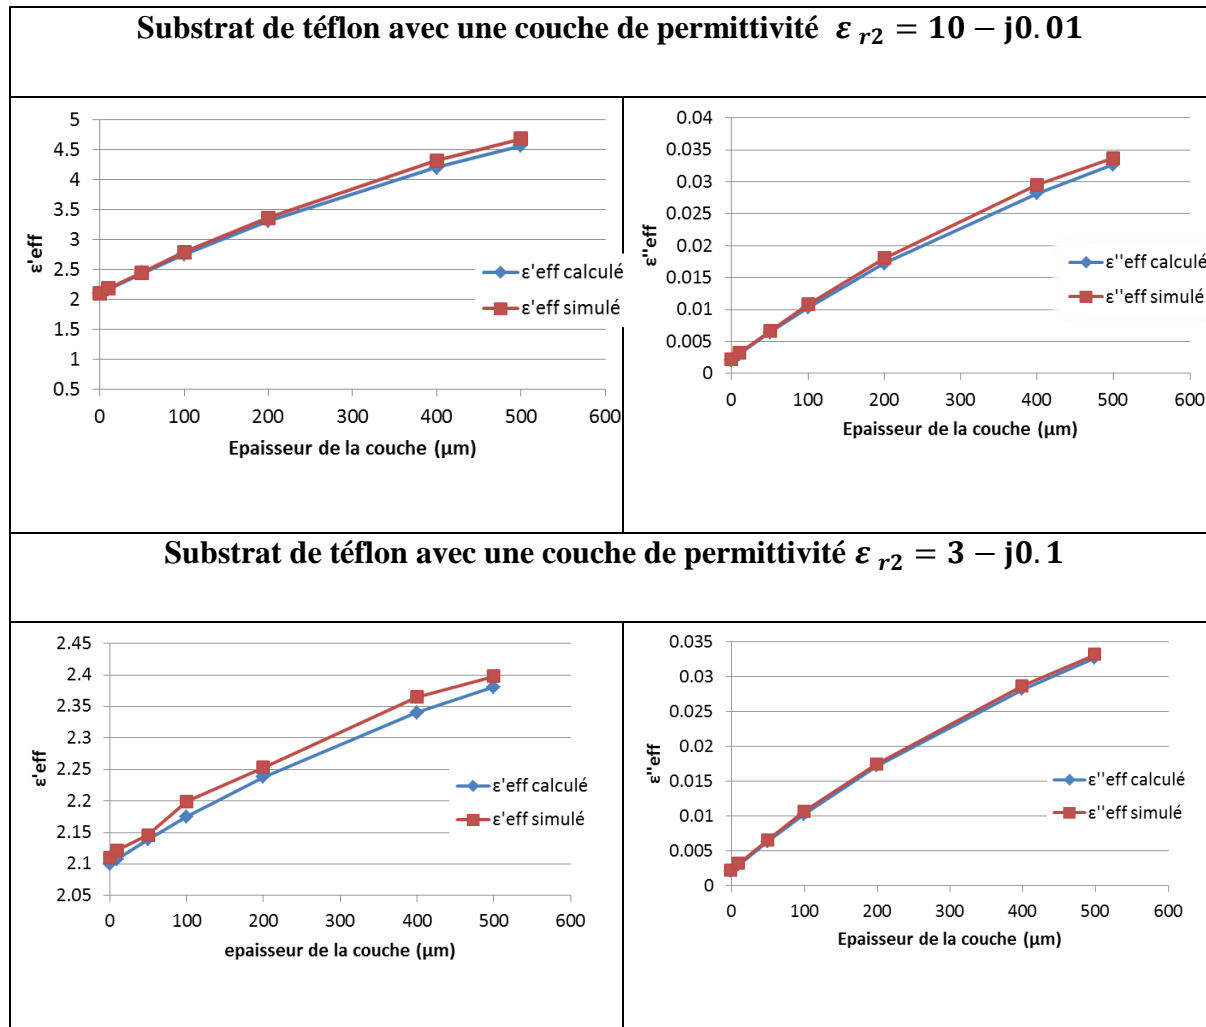 Substrat de téflon avec une couche de permittivité ε r2 = 10 − j0.01
5
4.5
4
3.5
3
2.5
2
1.5
1
0.5
ε'eff
0 100 200 300 400 500 600
Epaisseur de la couche (µm)
ε'eff calculé
ε'eff simulé
0.04
0.035
0.03
0.025
0.02
0.015
0.01
0.005
0
ε''eff
0 100 200 300 400 500 600
Epaisseur de la couche (µm)
ε''eff calculé
ε''eff simulé
Substrat de téflon avec une couche de permittivité ε r2 = 3 − j0.1
2.45
2.4
2.35
2.3
2.25
2.2
2.15
2.1
2.05
ε'eff
0 100 200 300 400 500 600
epaisseur de la couche (µm)
ε'eff calculé
ε'eff simulé
0.035
0.03
0.025
0.02
0.015
0.01
0.005
0
ε''eff
0 100 200 300 400 500 600
Epaisseur de la couche (µm)
ε''eff calculé
ε''eff simulé